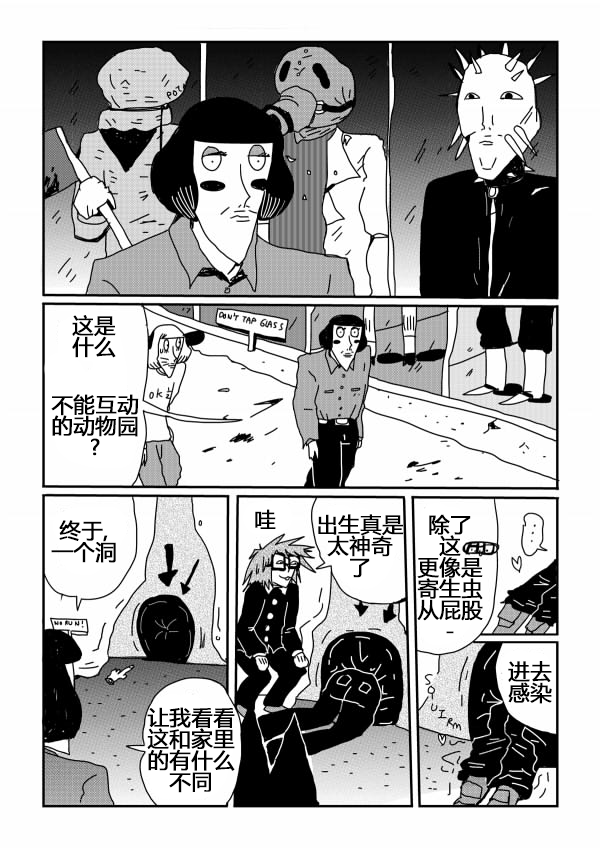 POTA
DON'T TAP GLASS
这是
什么
不能互动
的动物园
?
OK
终于,
一个洞
NO RUN!
让我看看
这和家里
的有什么
不同
哇
出生真是
太神奇
了
除了
这
更像是
寄生虫
从屁股
-
...
进去
感染
SQUIRM